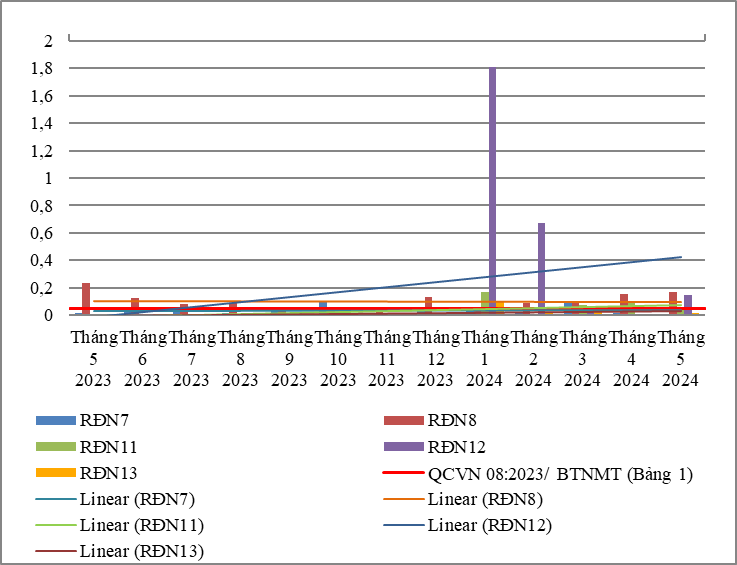 2
1,8
1,6
1,4
1,2
1
0,8
0,6
0,4
0,2
0
Tháng Tháng Tháng Tháng Tháng Tháng Tháng Tháng Tháng Tháng Tháng Tháng Tháng
5 6 7 8 9 10 11 12 1 2 3 4 5
2023 2023 2023 2023 2023 2023 2023 2023 2024 2024 2024 2024 2024
RĐN7 RĐN8
RĐN11 RĐN12
RĐN13 QCVN 08:2023/ BTNMT (Bảng 1)
Linear (RĐN7) Linear (RĐN8)
Linear (RĐN11) Linear (RĐN12)
Linear (RĐN13)